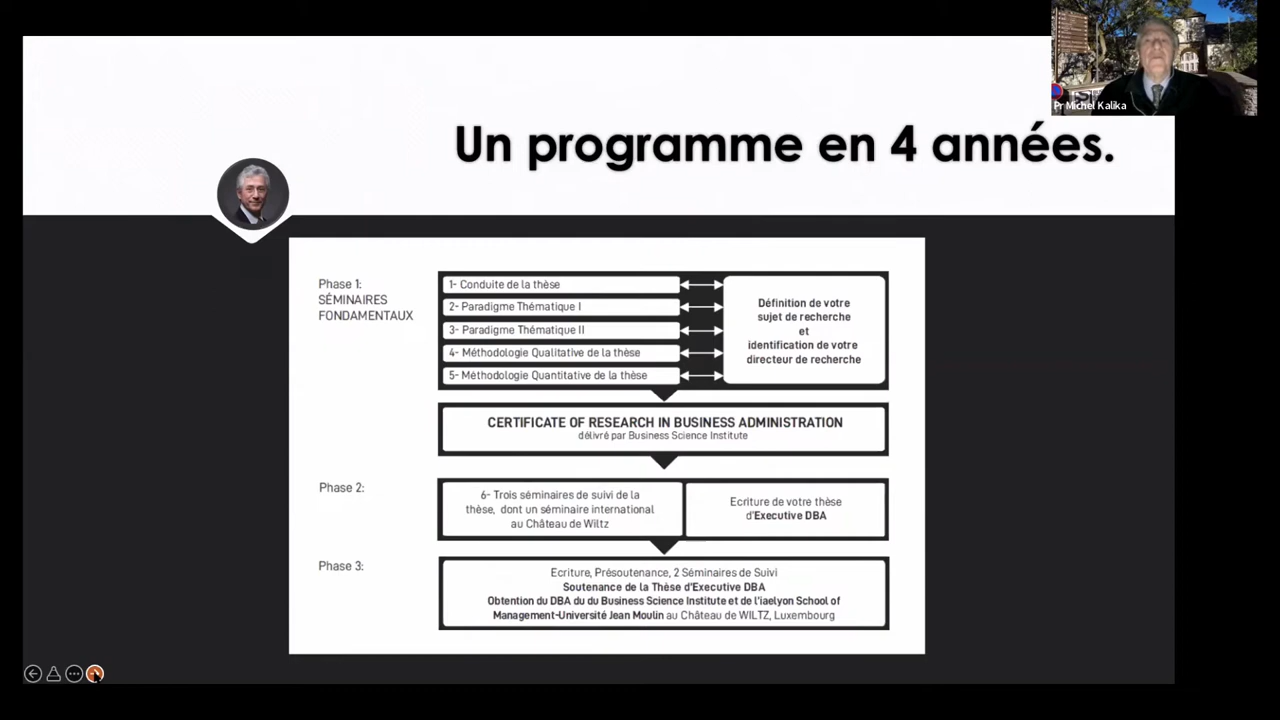 Pr Michel Kalika
Un programme en 4 années.
Phase 1:
SÉMINAIRES
FONDAMENTAUX
1- Conduite de la thèse
2- Paradigme Thématique I
3- Paradigme Thématique II
4- Méthodologie Qualitative de la thèse
5- Méthodologie Quantitative de la thèse
Définition de votre
sujet de recherche
et
identification de votre
directeur de recherche
CERTIFICATE OF RESEARCH IN BUSINESS ADMINISTRATION
délivré par Business Science Institute
Phase 2:
6- Trois séminaires de suivi de la
thèse, dont un séminaire international
au Château de Wiltz
Ecriture de votre thèse
d'Executive DBA
Phase 3:
Ecriture, Présoutenance, 2 Séminaires de Suivi
Soutenance de la Thèse d'Executive DBA
Obtention du DBA du du Business Science Institute et de l'iaelyon School of
Management-Université Jean Moulin au Château de WILTZ, Luxembourg